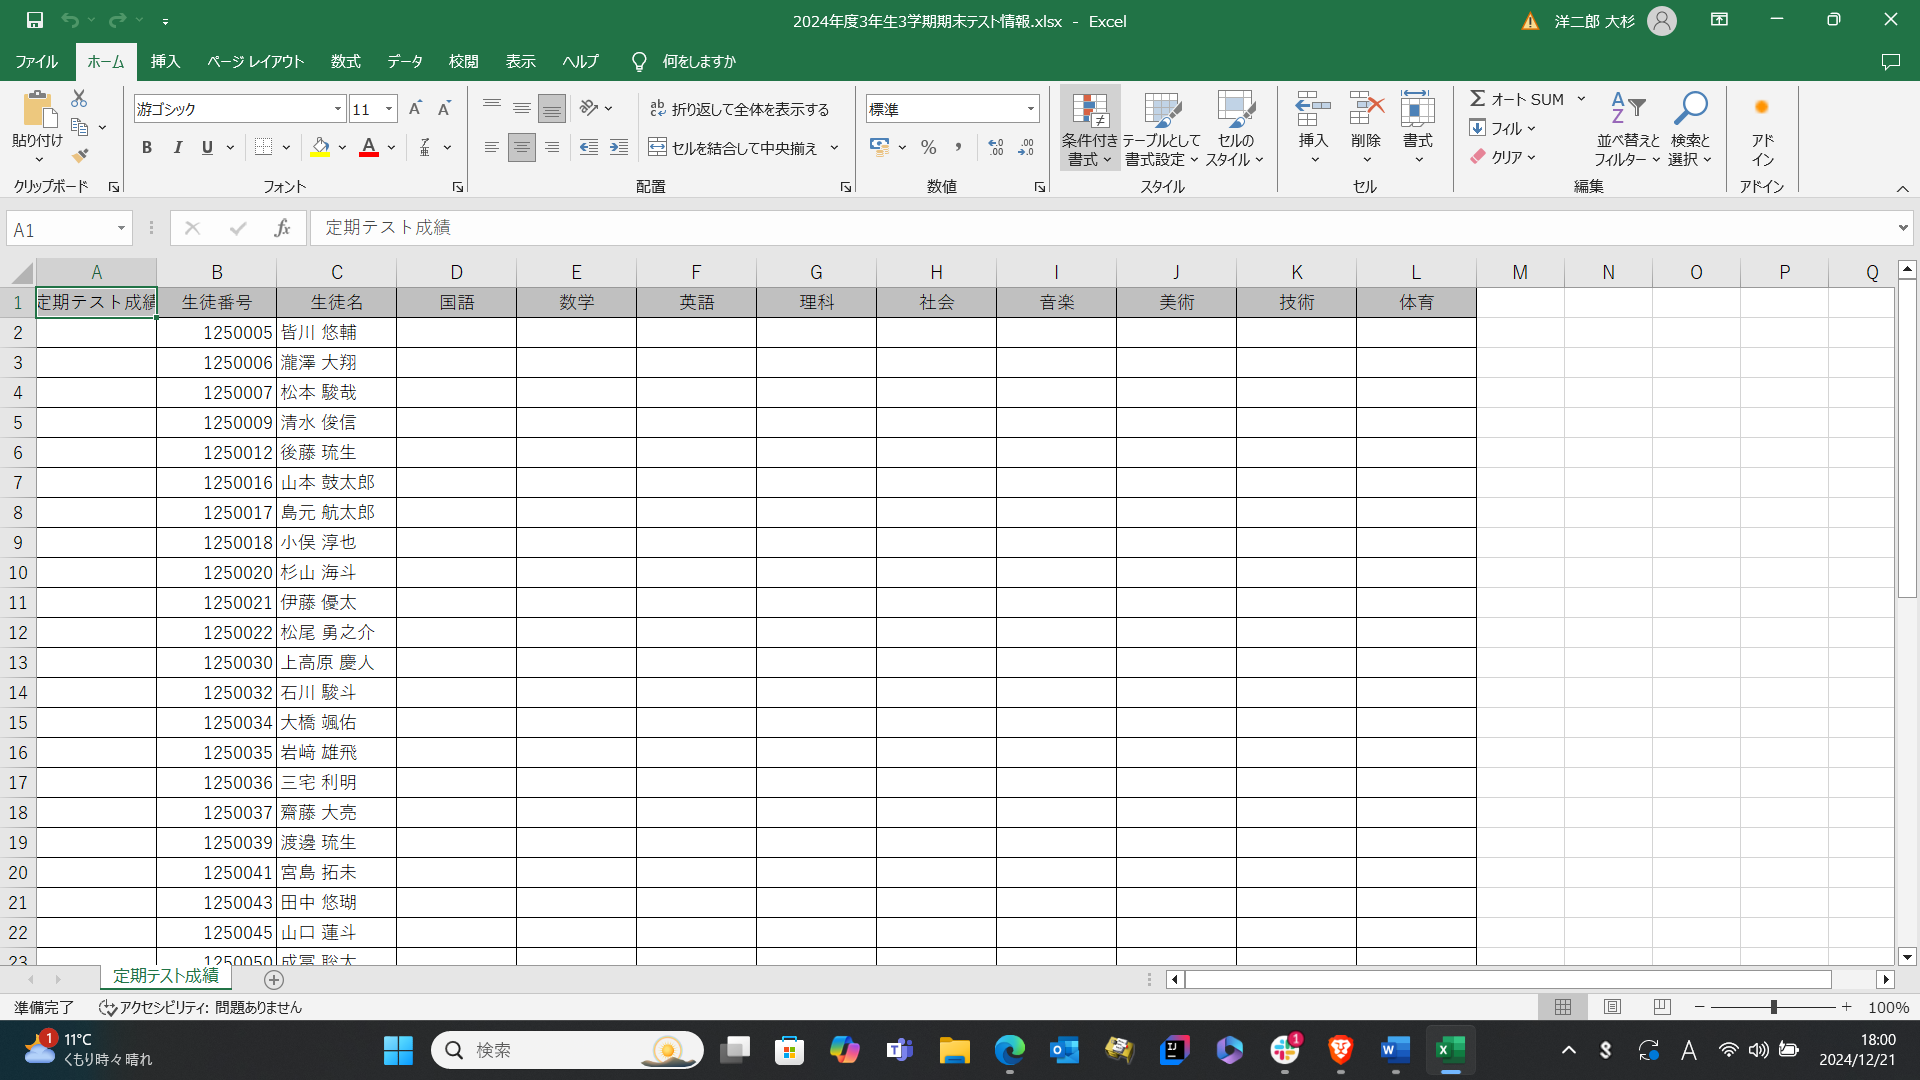 2024年度3年生3学期期末テスト情報.xlsx - Excel
洋二郎 大杉
ファイル ホーム 挿入 ページ レイアウト 数式 データ 校閲 表示 ヘルプ 何をしますか
貼り付け
クリップボード
游ゴシック 11
B I U A
フォント
折り返して全体を表示する
セルを結合して中央揃え
配置
標準
% ,
数値
条件付き書式
テーブルとして書式設定
セルのスタイル
スタイル
挿入
削除
書式
セル
オート SUM
フィル
クリア
並べ替えとフィルター
検索と選択
編集
アドイン
アドイン
A1 fx 定期テスト成績
A B C D E F G H I J K L M N O P Q
1 定期テスト成績 生徒番号 生徒名 国語 数学 英語 理科 社会 音楽 美術 技術 体育
2 1250005 皆川 悠輔
3 1250006 瀧澤 大翔
4 1250007 松本 駿哉
5 1250009 清水 俊信
6 1250012 後藤 琉生
7 1250016 山本 鼓太郎
8 1250017 島元 航太郎
9 1250018 小俣 淳也
10 1250020 杉山 海斗
11 1250021 伊藤 優太
12 1250022 松尾 勇之介
13 1250030 上高原 慶人
14 1250032 石川 駿斗
15 1250034 大橋 颯佑
16 1250035 岩﨑 雄飛
17 1250036 三宅 利明
18 1250037 齋藤 大亮
19 1250039 渡邊 琉生
20 1250041 宮島 拓未
21 1250043 田中 悠瑚
22 1250045 山口 蓮斗
23 1250050 成冨 聡太
定期テスト成績
準備完了 アクセシビリティ: 問題ありません 100%
1 11°C
くもり時々晴れ
検索
1
A
18:00
2024/12/21